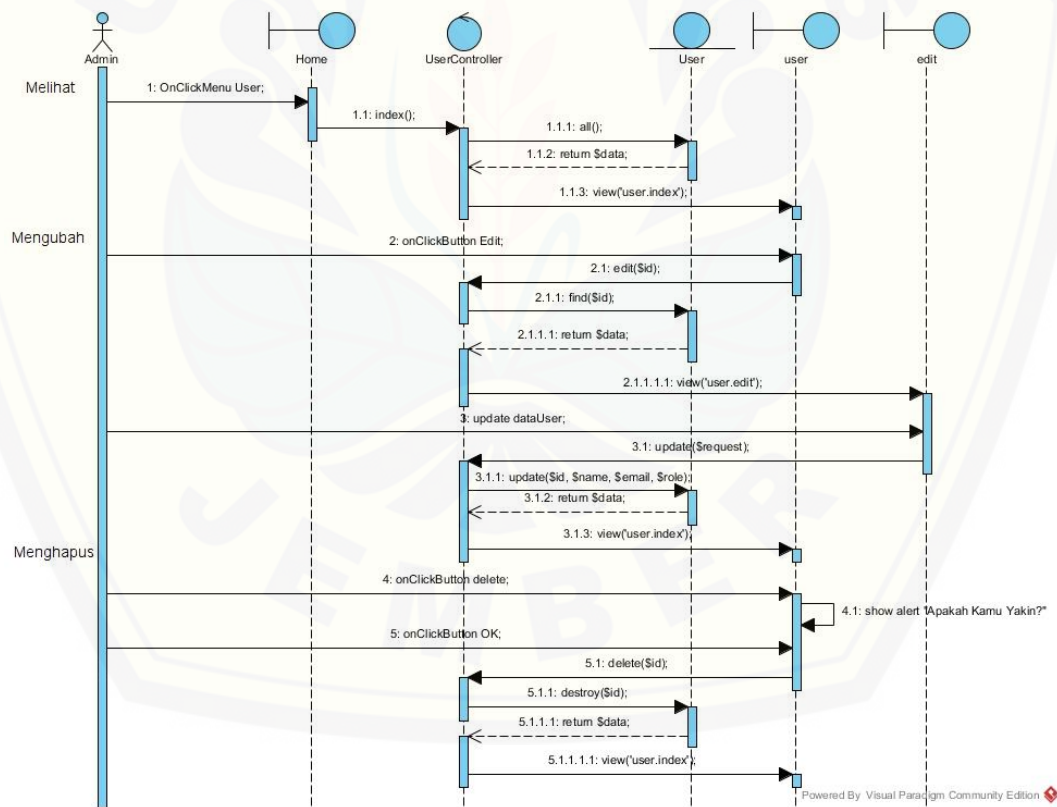 Admin
Home
UserController
User
user
edit
Melihat
1: OnClickMenu User;
1.1: index();
1.1.1: all();
1.1.2: return $data;
1.1.3: view('user.index');
Mengubah
2: onClickButton Edit;
2.1: edit($id);
2.1.1: find($id);
2.1.1.1: return $data;
2.1.1.1.1: view('user.edit');
3: update dataUser;
3.1: update($request);
3.1.1: update($id, $name, $email, $role);
3.1.2: return $data;
3.1.3: view('user.index');
Menghapus
4: onClickButton delete;
4.1: show alert "Apakah Kamu Yakin?"
5: onClickButton OK;
5.1: delete($id);
5.1.1: destroy($id);
5.1.1.1: return $data;
5.1.1.1.1: view('user.index');
JEMBER
Powered By Visual Paradigm Community Edition